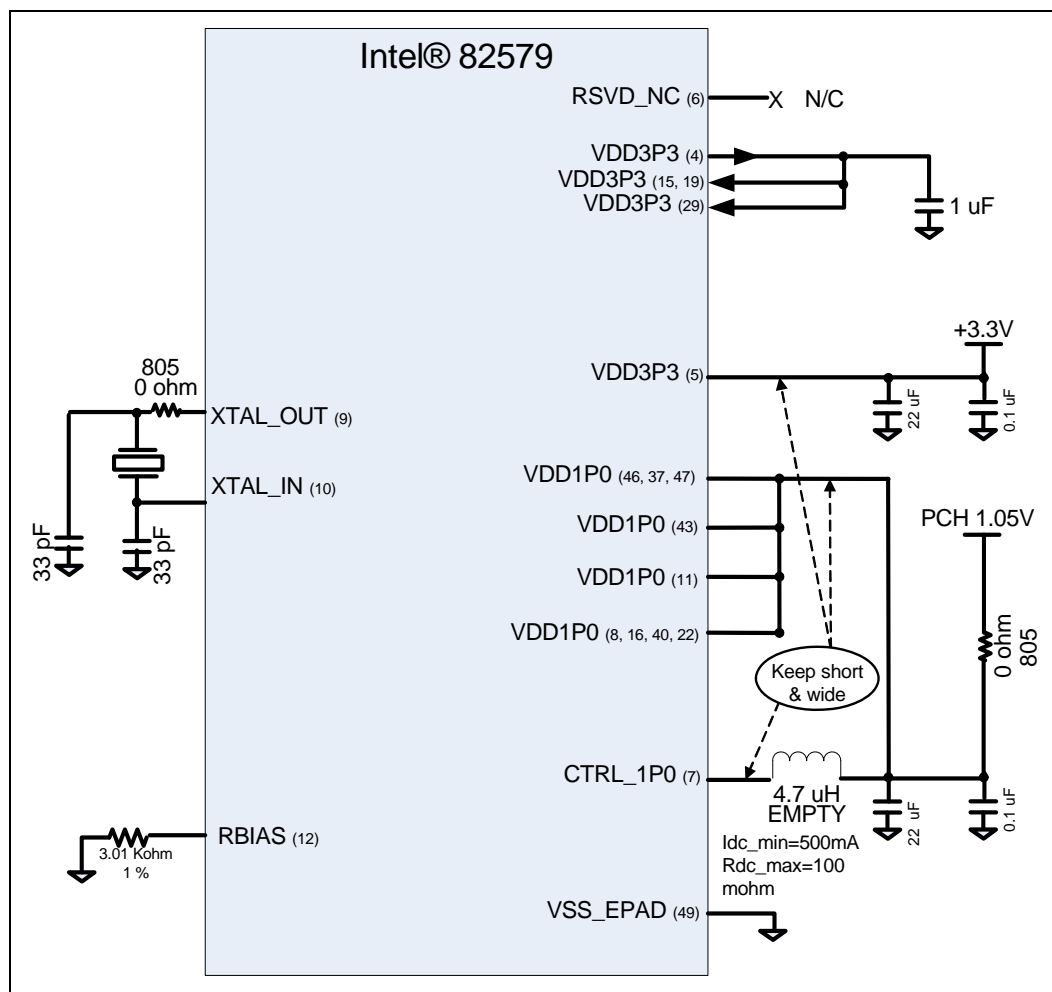 Intel® 82579
RSVD_NC (6)
X N/C
VDD3P3 (4)
VDD3P3 (15, 19)
VDD3P3 (29)
1 uF
+3.3V
VDD3P3 (5)
22 uF
0.1 uF
805
0 ohm
XTAL_OUT (9)
XTAL_IN (10)
33 pF
33 pF
VDD1P0 (46, 37, 47)
VDD1P0 (43)
VDD1P0 (11)
VDD1P0 (8, 16, 40, 22)
PCH 1.05V
0 ohm
805
Keep short
& wide
CTRL_1P0 (7)
4.7 uH
EMPTY
Idc_min=500mA
Rdc_max=100
mohm
22 uF
0.1 uF
RBIAS (12)
3.01 Kohm
1 %
VSS_EPAD (49)